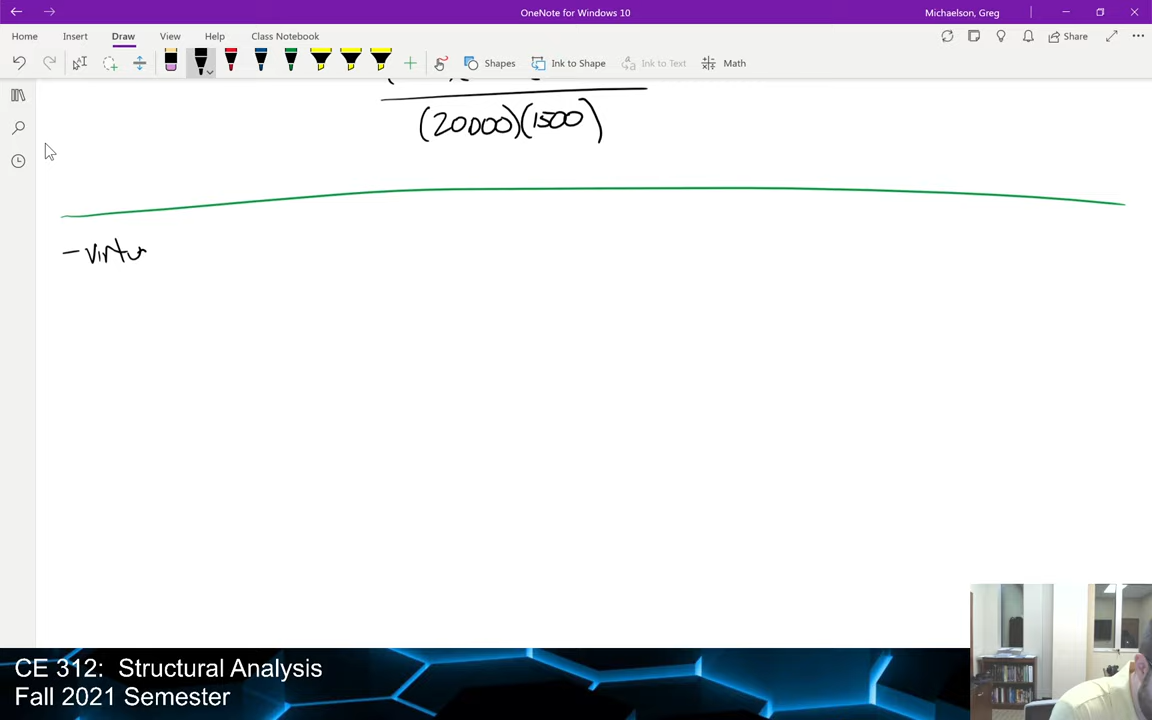 OneNote for Windows 10
Michaelson, Greg
Home Insert Draw View Help Class Notebook
Share
Shapes Ink to Shape Ink to Text Math
(20000)(1500)
- virtu
CE 312: Structural Analysis
Fall 2021 Semester